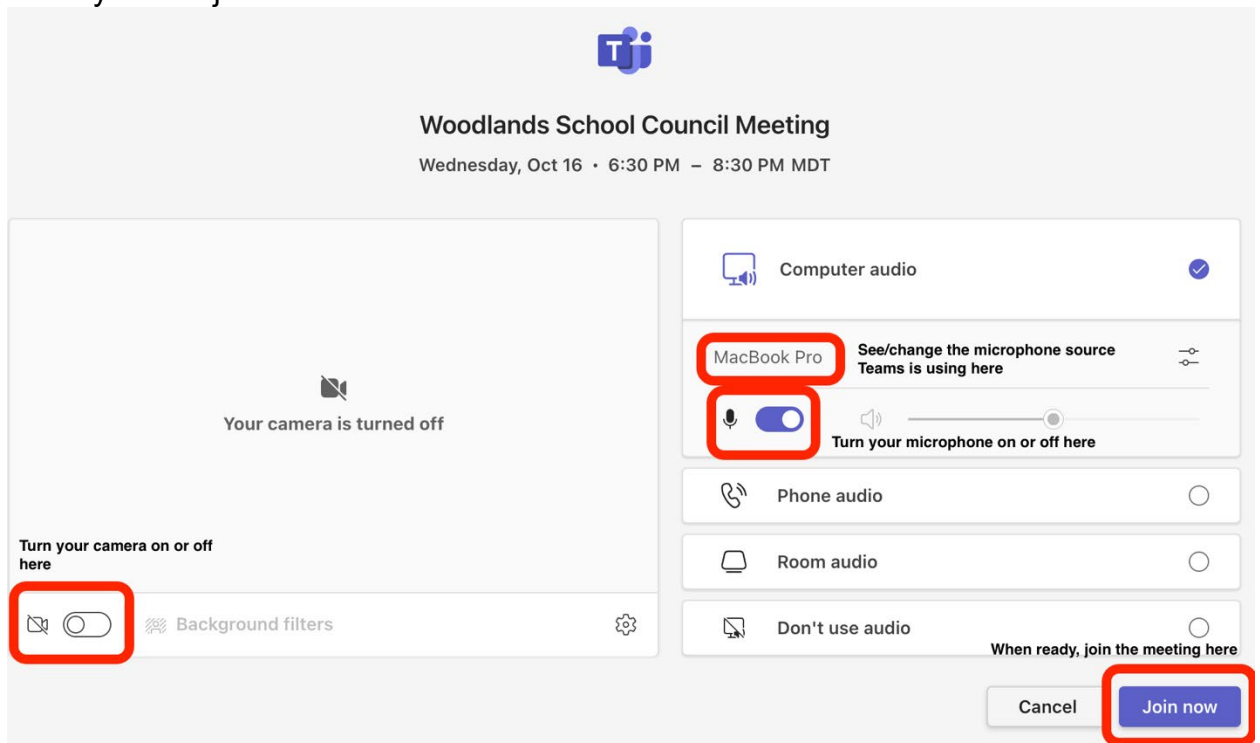 T
Woodlands School Council Meeting
Wednesday, Oct 16 • 6:30 PM – 8:30 PM MDT
Your camera is turned off
Turn your camera on or off
here
Background filters
Computer audio
MacBook Pro
See/change the microphone source
Teams is using here
Turn your microphone on or off here
Phone audio
Room audio
Don't use audio
When ready, join the meeting here
Cancel
Join now